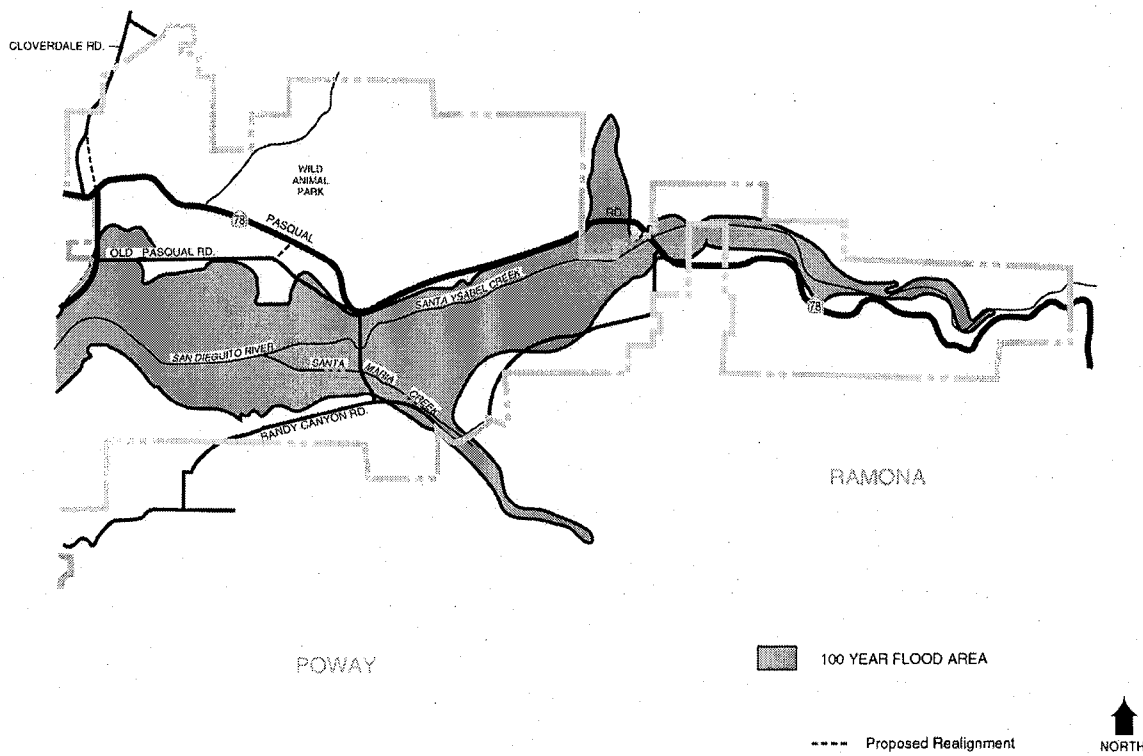 CLOVERDALE RD.
WILD
ANIMAL
PARK
78
PASQUAL
RD.
OLD PASQUAL RD.
SANTA YSABEL CREEK
78
SAN DIEGUITO RIVER
SANTA MARIA CREEK
BANDY CANYON RD.
RAMONA
POWAY
100 YEAR FLOOD AREA
Proposed Realignment
NORTH